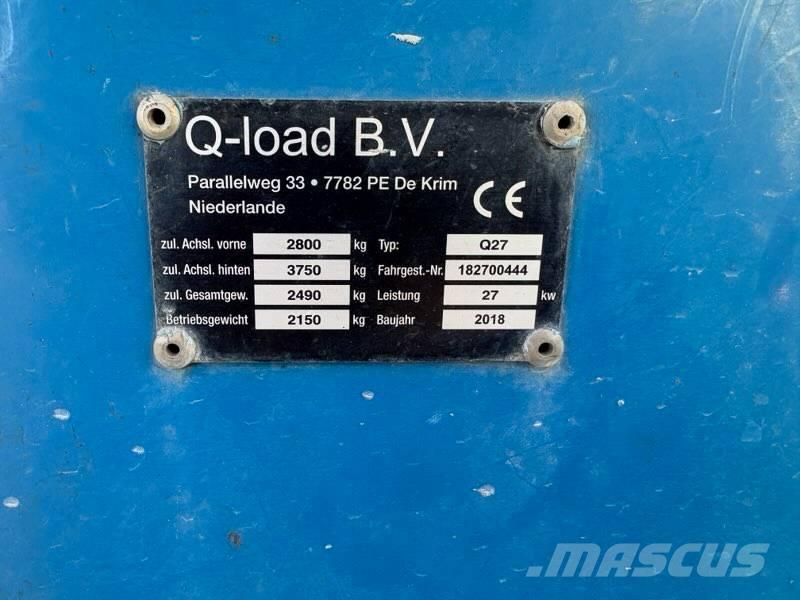 Q-load B.V.
Parallelweg 33 • 7782 PE De Krim
Niederlande
CE
zul. Achsl. vorne 2800 kg Typ: Q27
zul. Achsl. hinten 3750 kg Fahrgest.-Nr. 182700444
zul. Gesamtgew. 2490 kg Leistung 27 kw
Betriebsgewicht 2150 kg Baujahr 2018
MASCUS